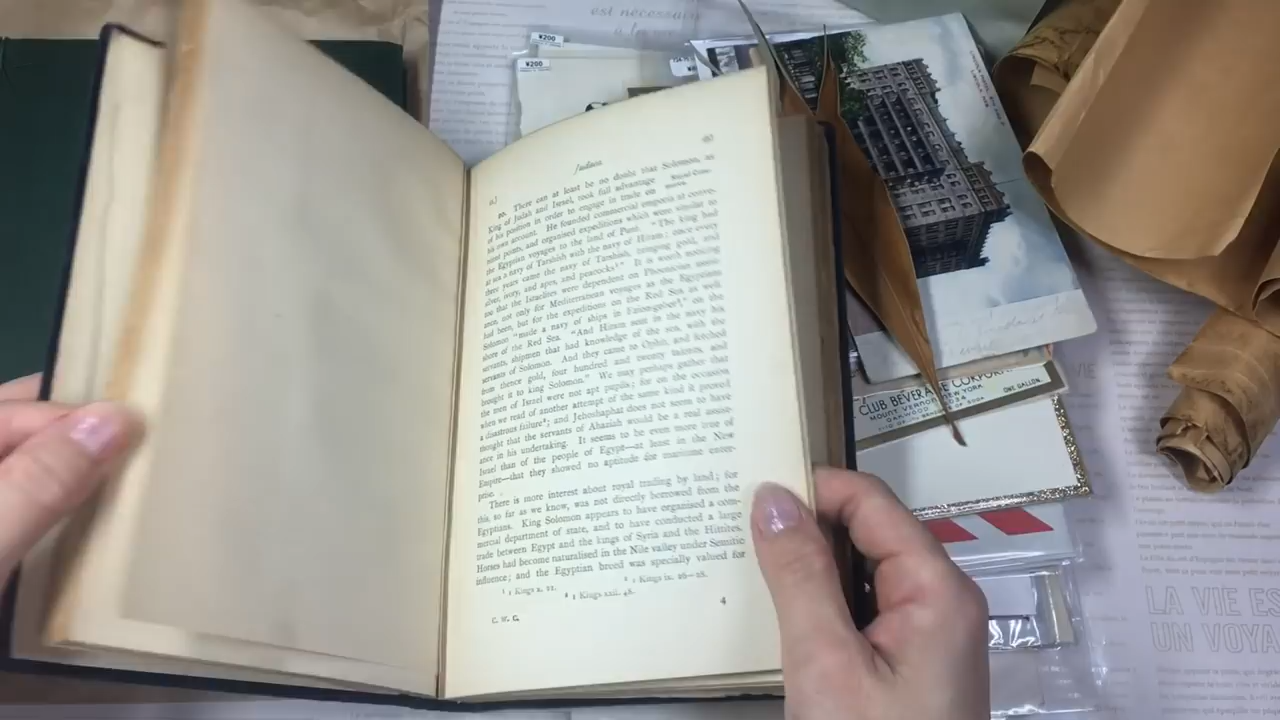 est nécessaire
¥200
¥200
Judaea
20. There can at least be no doubt that Solomon, as
King of Judah and Israel, took full advantage
of his position in order to engage in trade on
his own account. He founded commercial emporia at conve-
nient points, and organised expeditions which were similar to
the Egyptian voyages to the land of Punt. "The king had
at sea a navy of Tarshish with the navy of Hiram: once every
three years came the navy of Tarshish, bringing gold, and
silver, ivory, and apes, and peacocks¹." It is worth noticing
too that the Israelites were dependent on Phoenician assist-
ance, not only for Mediterranean voyages as the Egyptians
had been, but for the expeditions on the Red Sea as well.
Solomon "made a navy of ships in Ezion-geber², on the
shore of the Red Sea. "And Hiram sent in the navy his
servants, shipmen that had knowledge of the sea, with the
servants of Solomon. And they came to Ophir, and fetched
from thence gold, four hundred and twenty talents, and
brought it to king Solomon." We may perhaps gather that
the men of Israel were not apt pupils; for on the occasion
when we read of another attempt of the same kind it proved
a disastrous failure³; and Jehoshaphat does not seem to have
thought that the servants of Ahaziah would be a real assist-
ance in his undertaking. It seems to be even more true of
Israel than of the people of Egypt—at least in the New
Empire—that they showed no aptitude for maritime enter-
prise.
There is more interest about royal trading by land; for
this, so far as we know, was not directly borrowed from the
Egyptians. King Solomon appears to have organised a com-
mercial department of state, and to have conducted a large
trade between Egypt and the kings of Syria and the Hittites.
Horses had become naturalised in the Nile valley under Semitic
influence; and the Egyptian breed was specially valued for
¹ 1 Kings x. 22.
² 1 Kings ix. 26—28.
³ 1 Kings xxii. 48.
C. W. C.
4
CLUB BEVERAGE CORPOR
MOUNT VERNON, NEW YORK
ONE GALLON.
LA VIE ES
UN VOYA